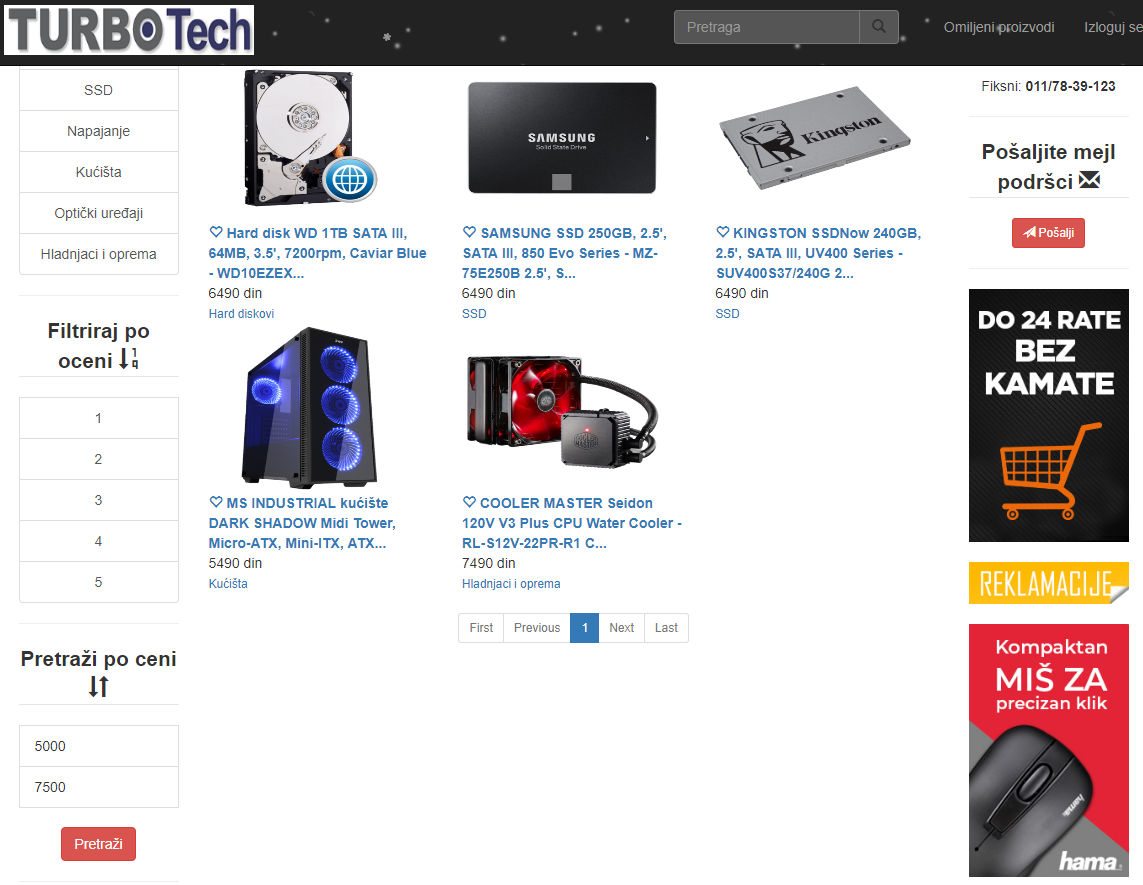 TURBOTech
Pretraga
Omiljeni proizvodi
Izloguj se
SSD
Napajanje
Kućišta
Optički uređaji
Hladnjaci i oprema
Filtriraj po
oceni
1
2
3
4
5
Pretraži po ceni
5000
7500
Pretraži
Hard disk WD 1TB SATA III,
64MB, 3.5', 7200rpm, Caviar Blue
- WD10EZEX...
6490 din
Hard diskovi
SAMSUNG
Solid State Drive
SAMSUNG SSD 250GB, 2.5',
SATA III, 850 Evo Series - MZ-
75E250B 2.5', S...
6490 din
SSD
Kingston
KINGSTON SSDNow 240GB,
2.5', SATA III, UV400 Series -
SUV400S37/240G 2...
6490 din
SSD
MS INDUSTRIAL kućište
DARK SHADOW Midi Tower,
Micro-ATX, Mini-ITX, ATX...
5490 din
Kućišta
COOLER MASTER Seidon
120V V3 Plus CPU Water Cooler -
RL-S12V-22PR-R1 C...
7490 din
Hladnjaci i oprema
First
Previous
1
Next
Last
Fiksni: 011/78-39-123
Pošaljite mejl
podršci
Pošalji
DO 24 RATE
BEZ
KAMATE
REKLAMACIJE
Kompaktan
MIŠ ZA
precizan klik
hama
hama